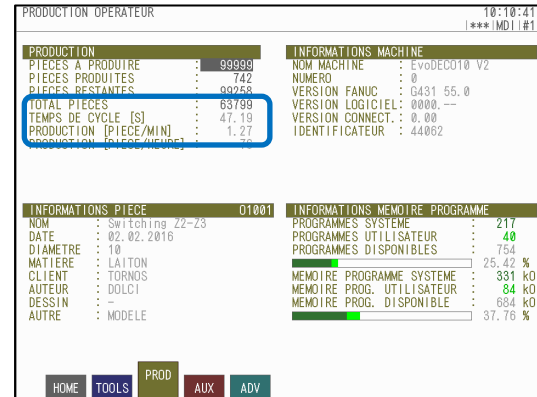 PRODUCTION OPERATEUR
10:10:41
|***|MDI|#1
PRODUCTION
PIECES A PRODUIRE : 99999
PIECES PRODUITES : 742
PIECES RESTANTES : 99258
TOTAL PIECES : 63799
TEMPS DE CYCLE [S] : 47.19
PRODUCTION [PIECE/MIN] : 1.27
PRODUCTION [PIECE/HEURE] : 76
INFORMATIONS MACHINE
NOM MACHINE : EvoDECO10 V2
NUMERO : 0
VERSION FANUC : G431 55.0
VERSION LOGICIEL: 0000.--
VERSION CONNECT.: 0.00
IDENTIFICATEUR : 44062
INFORMATIONS PIECE O1001
NOM : Switching Z2-Z3
DATE : 02.02.2016
DIAMETRE : 10
MATIERE : LAITON
CLIENT : TORNOS
AUTEUR : DOLCI
DESSIN : -
AUTRE : MODELE
INFORMATIONS MEMOIRE PROGRAMME
PROGRAMMES SYSTEME : 217
PROGRAMMES UTILISATEUR : 40
PROGRAMMES DISPONIBLES : 754
25.42 %
MEMOIRE PROGRAMME SYSTEME : 331 kO
MEMOIRE PROG. UTILISATEUR : 84 kO
MEMOIRE PROG. DISPONIBLE : 684 kO
37.76 %
HOME TOOLS PROD AUX ADV